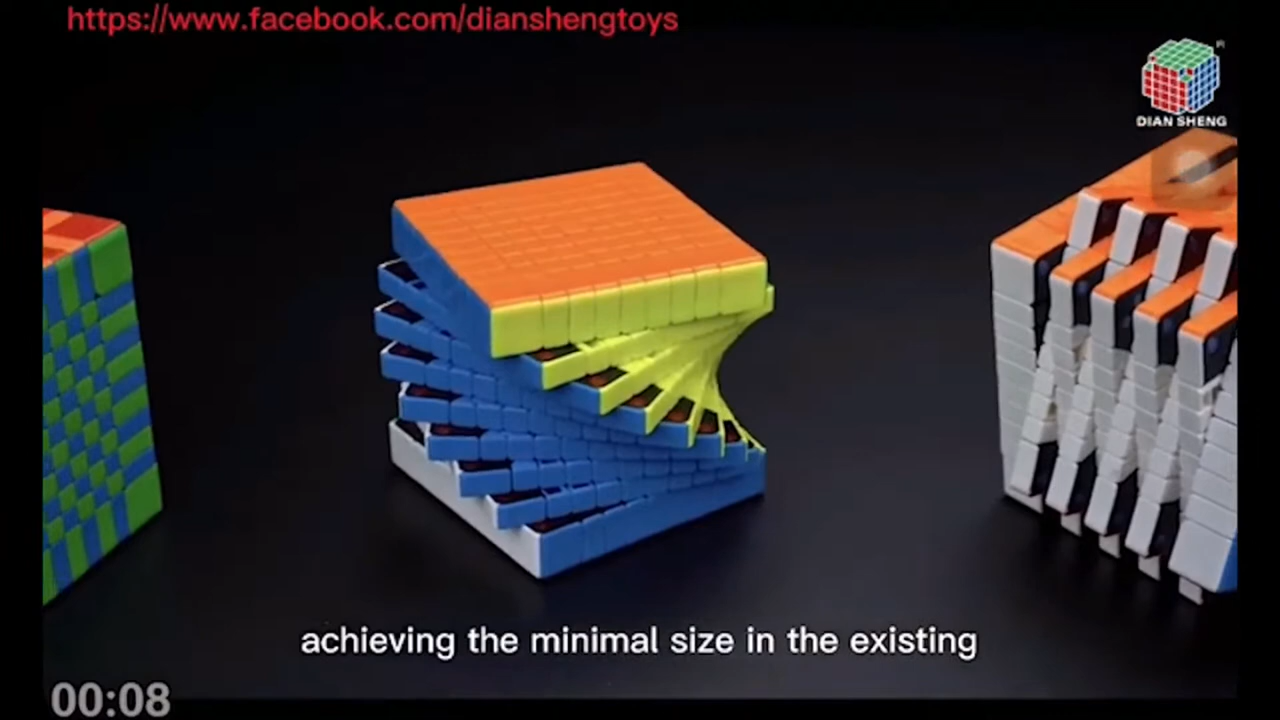 https://www.facebook.com/dianshengtoys
DIAN SHENG
achieving the minimal size in the existing
00:08